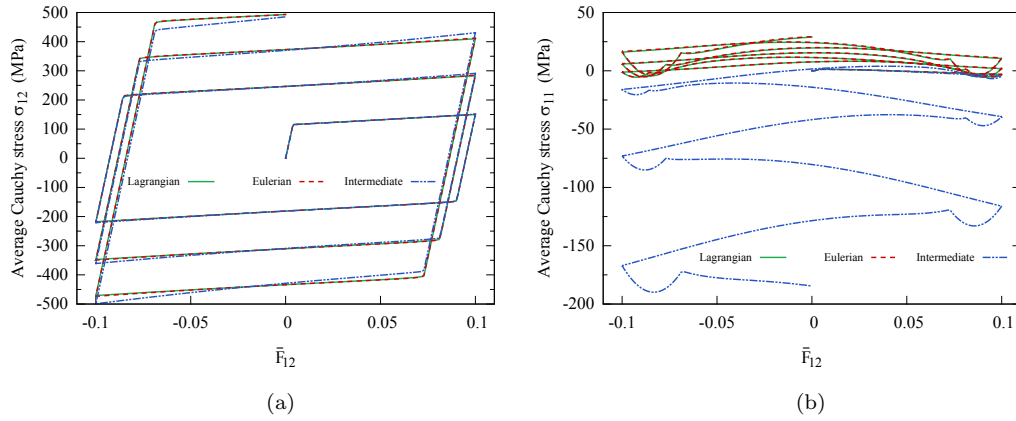 Average Cauchy stress σ12 (MPa)
500
400
300
200
100
0
-100
-200
-300
-400
-500
Lagrangian Eulerian Intermediate
-0.1 -0.05 0 0.05 0.1
F̄12
(a)
Average Cauchy stress σ11 (MPa)
50
0
-50
-100
-150
-200
Lagrangian Eulerian Intermediate
-0.1 -0.05 0 0.05 0.1
F̄12
(b)